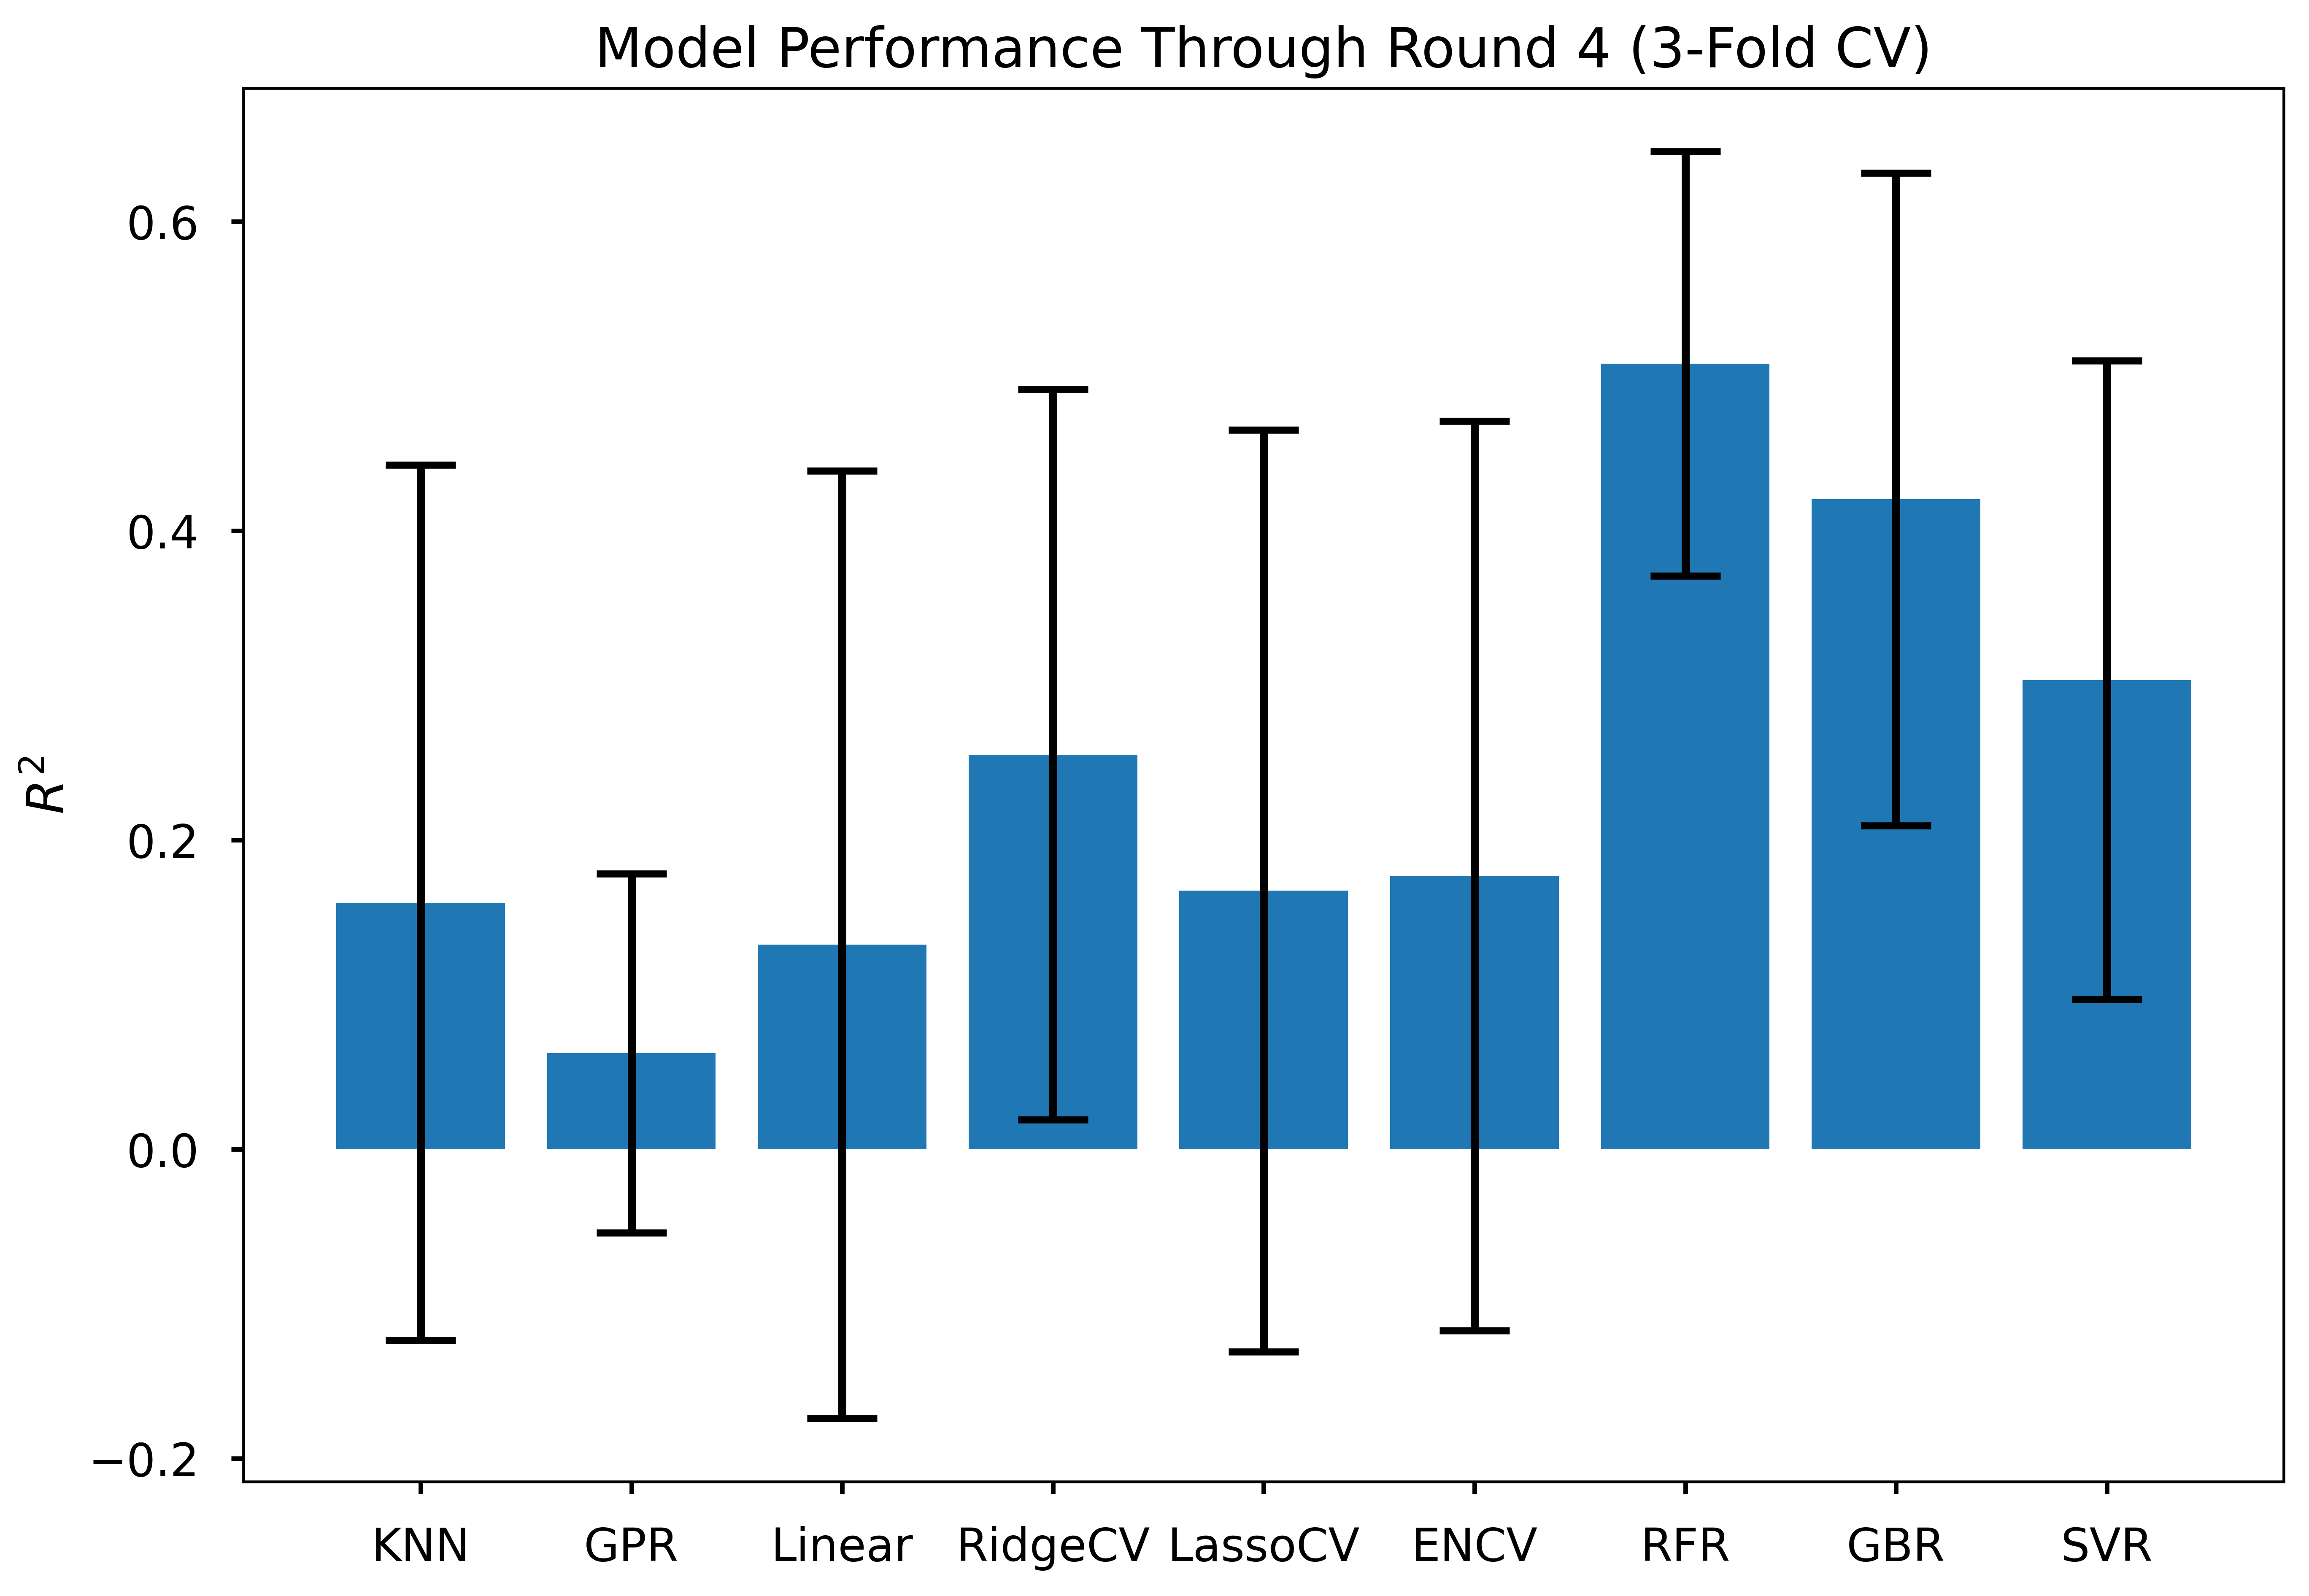 Model Performance Through Round 4 (3-Fold CV)
R²
0.6
0.4
0.2
0.0
−0.2
KNN GPR Linear RidgeCV LassoCV ENCV RFR GBR SVR